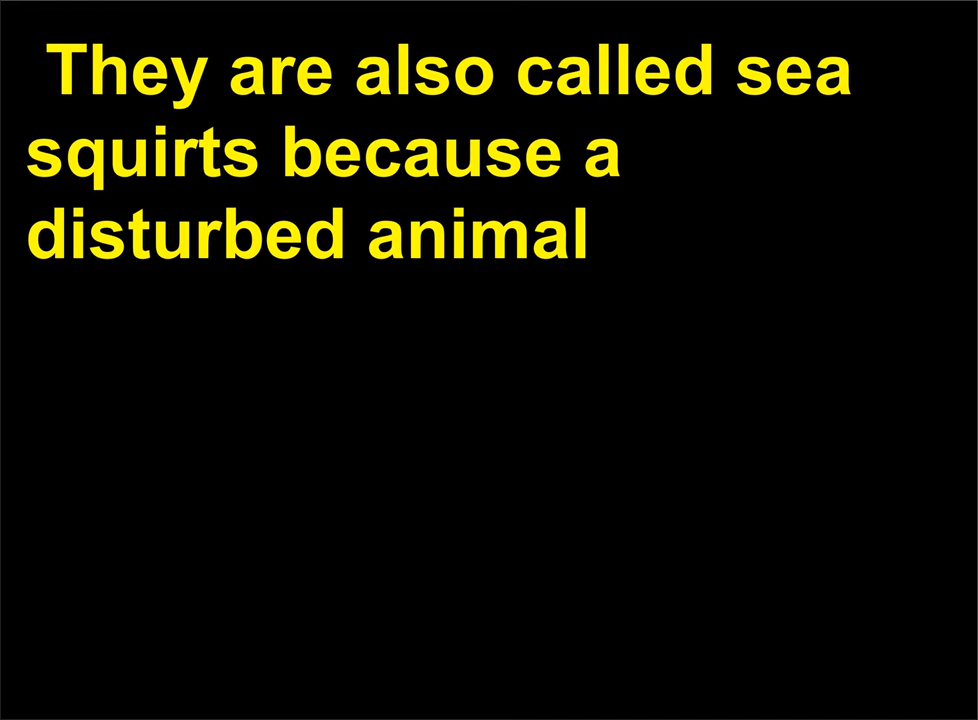 They are also called sea
squirts because a
disturbed animal